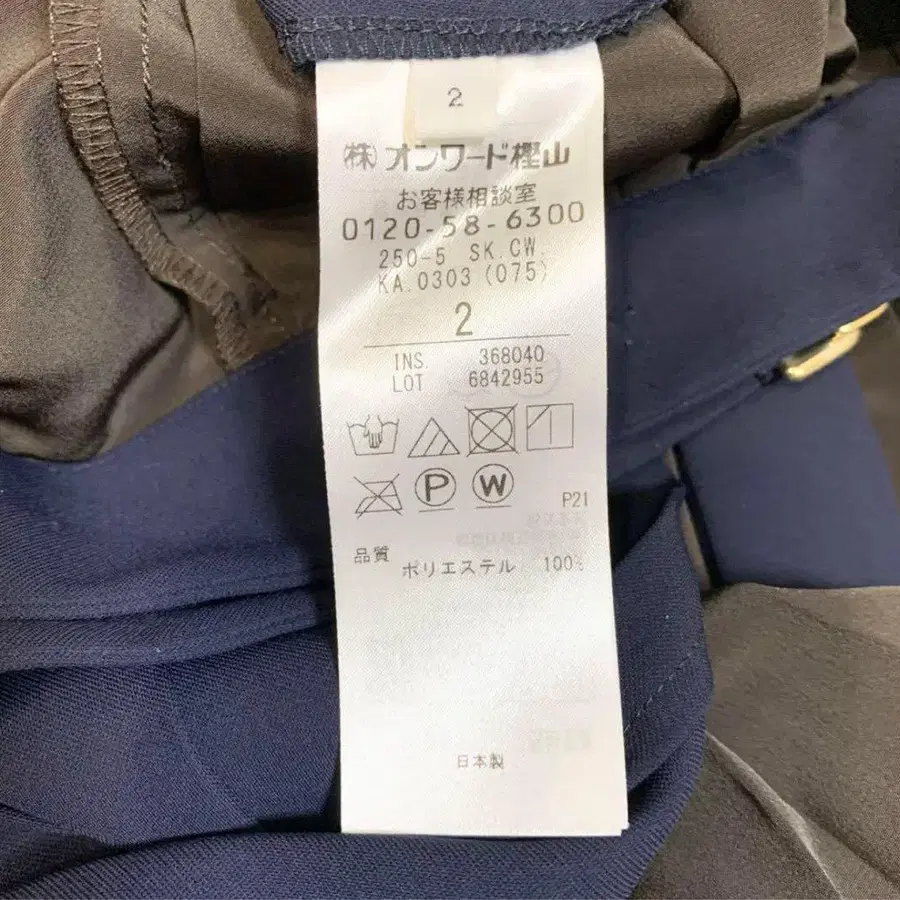 2
(株)オンワード樫山
お客様相談室
0120-58-6300
250-5 SK.CW.
KA.0303(075)
2
INS. 368040
LOT 6842955
P W
P21
品質
ポリエステル 100%
日本製